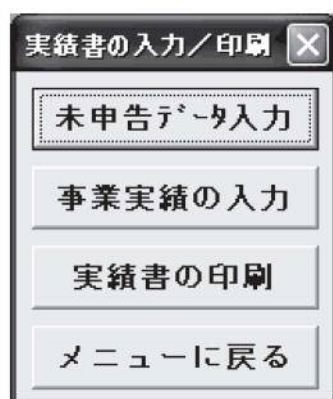 実績書の入力／印刷
未申告ﾃﾞｰﾀ入力
事業実績の入力
実績書の印刷
メニューに戻る